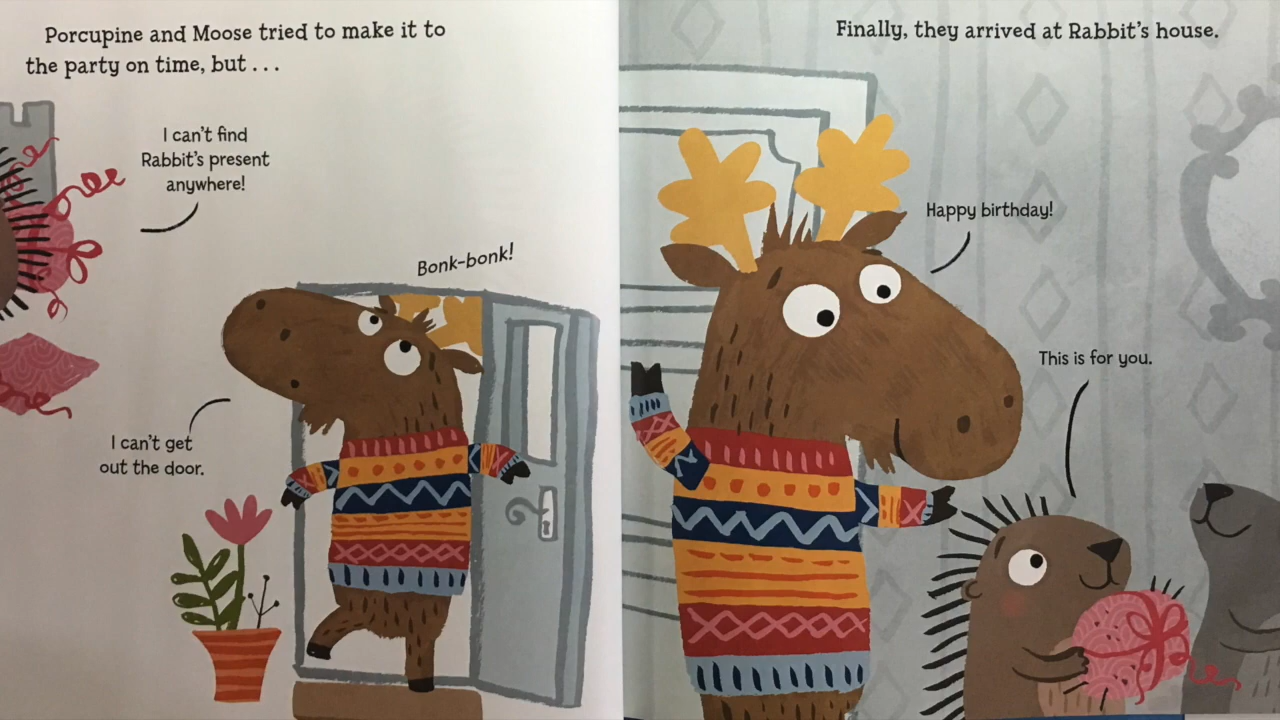 Porcupine and Moose tried to make it to
the party on time, but . . .
I can't find
Rabbit's present
anywhere!
Bonk-bonk!
I can't get
out the door.
Finally, they arrived at Rabbit's house.
Happy birthday!
This is for you.